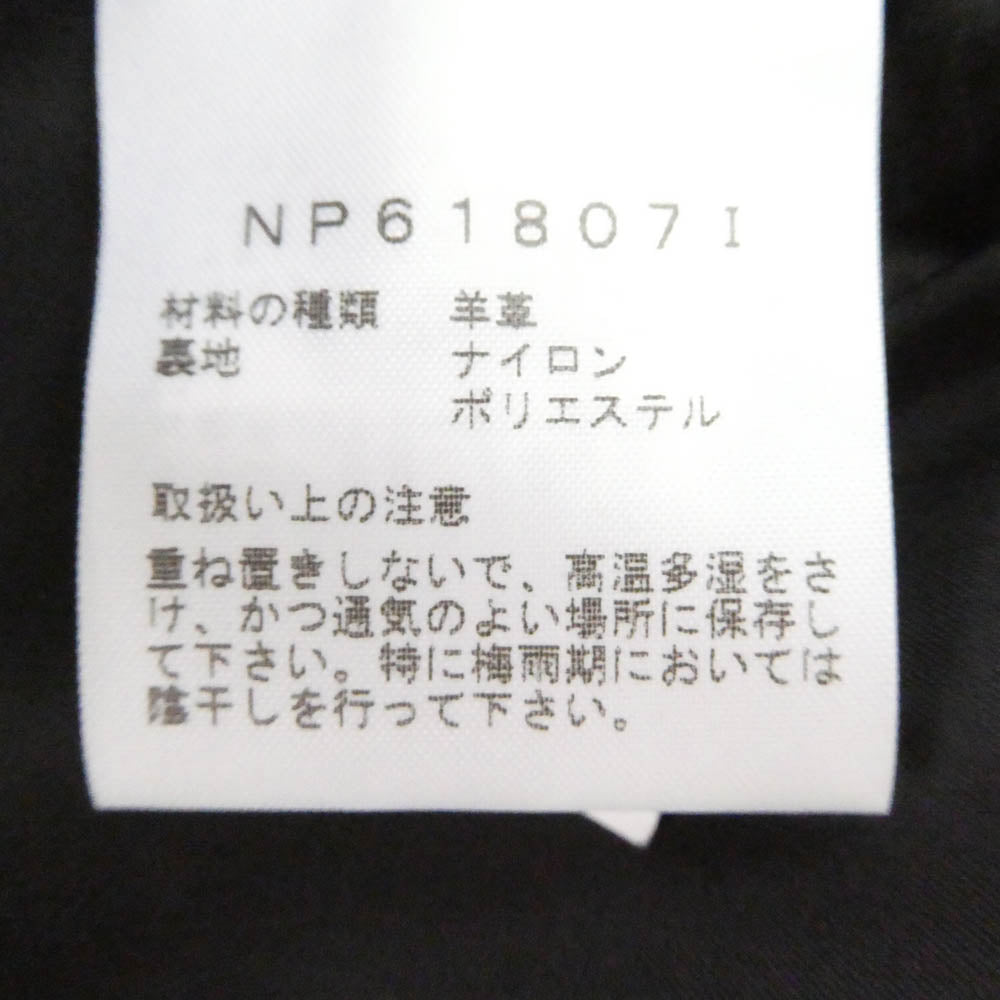 NP61807I
材料の種類 羊革
裏地 ナイロン
ポリエステル
取扱い上の注意
重ね置きしないで、高温多湿をさ
け、かつ通気のよい場所に保存し
て下さい。特に梅雨期においては
陰干しを行って下さい。